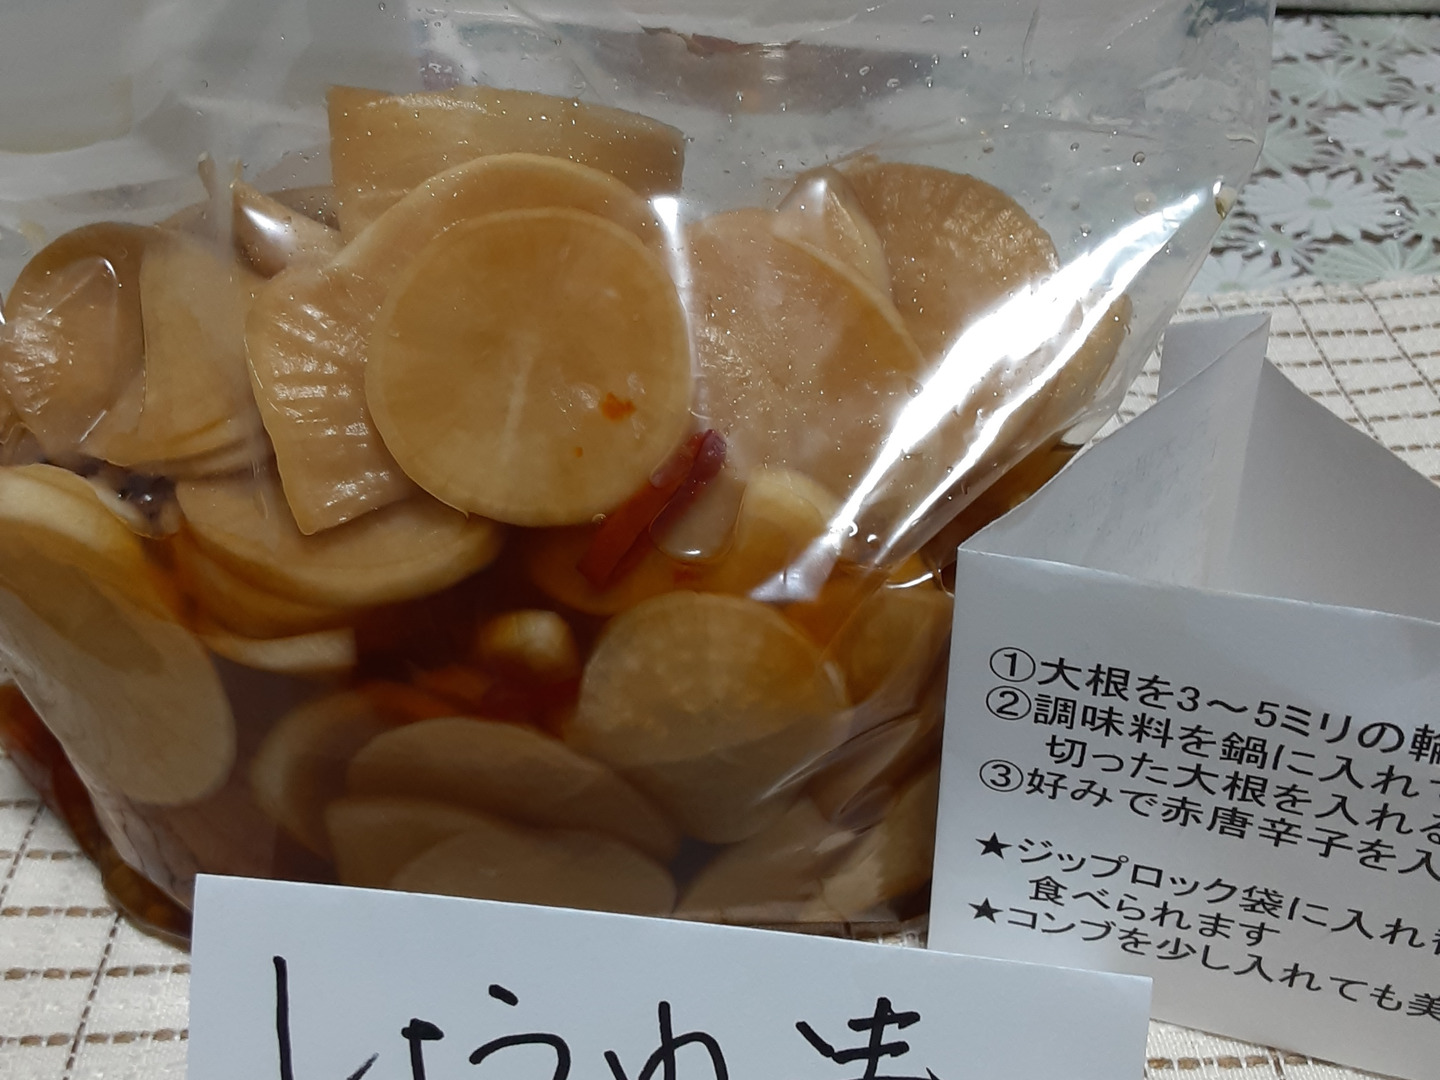 ①大根を3～5ミリの輪
②調味料を鍋に入れて
切った大根を入れる
③好みで赤唐辛子を入
★ジップロック袋に入れ
食べられます
★コンブを少し入れても美
しょうゆ